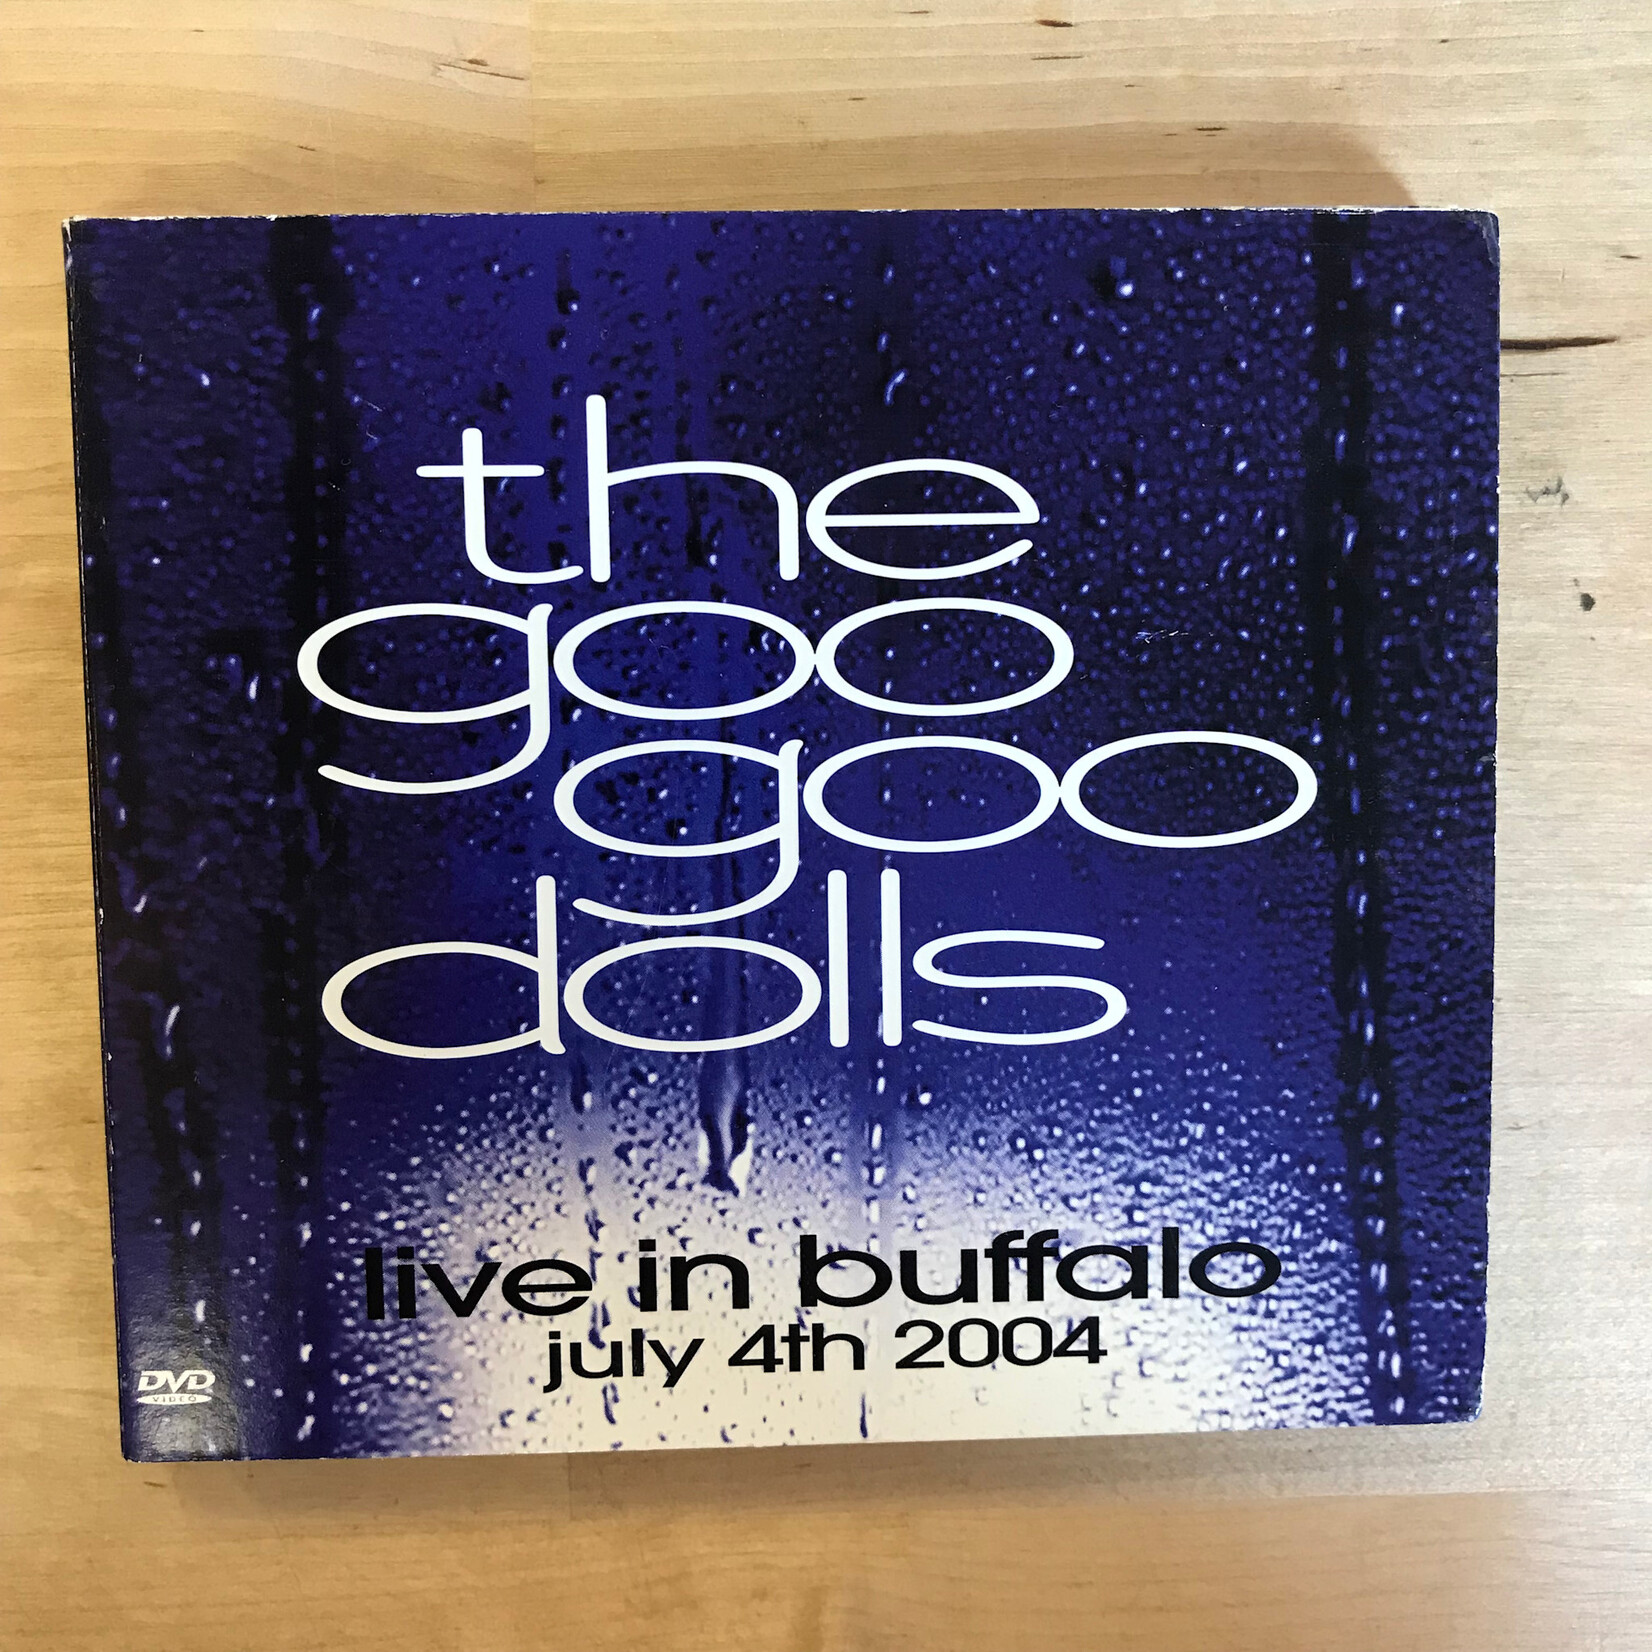 the
goo
goo
dolls
live in buffalo
july 4th 2004
DVD
VIDEO